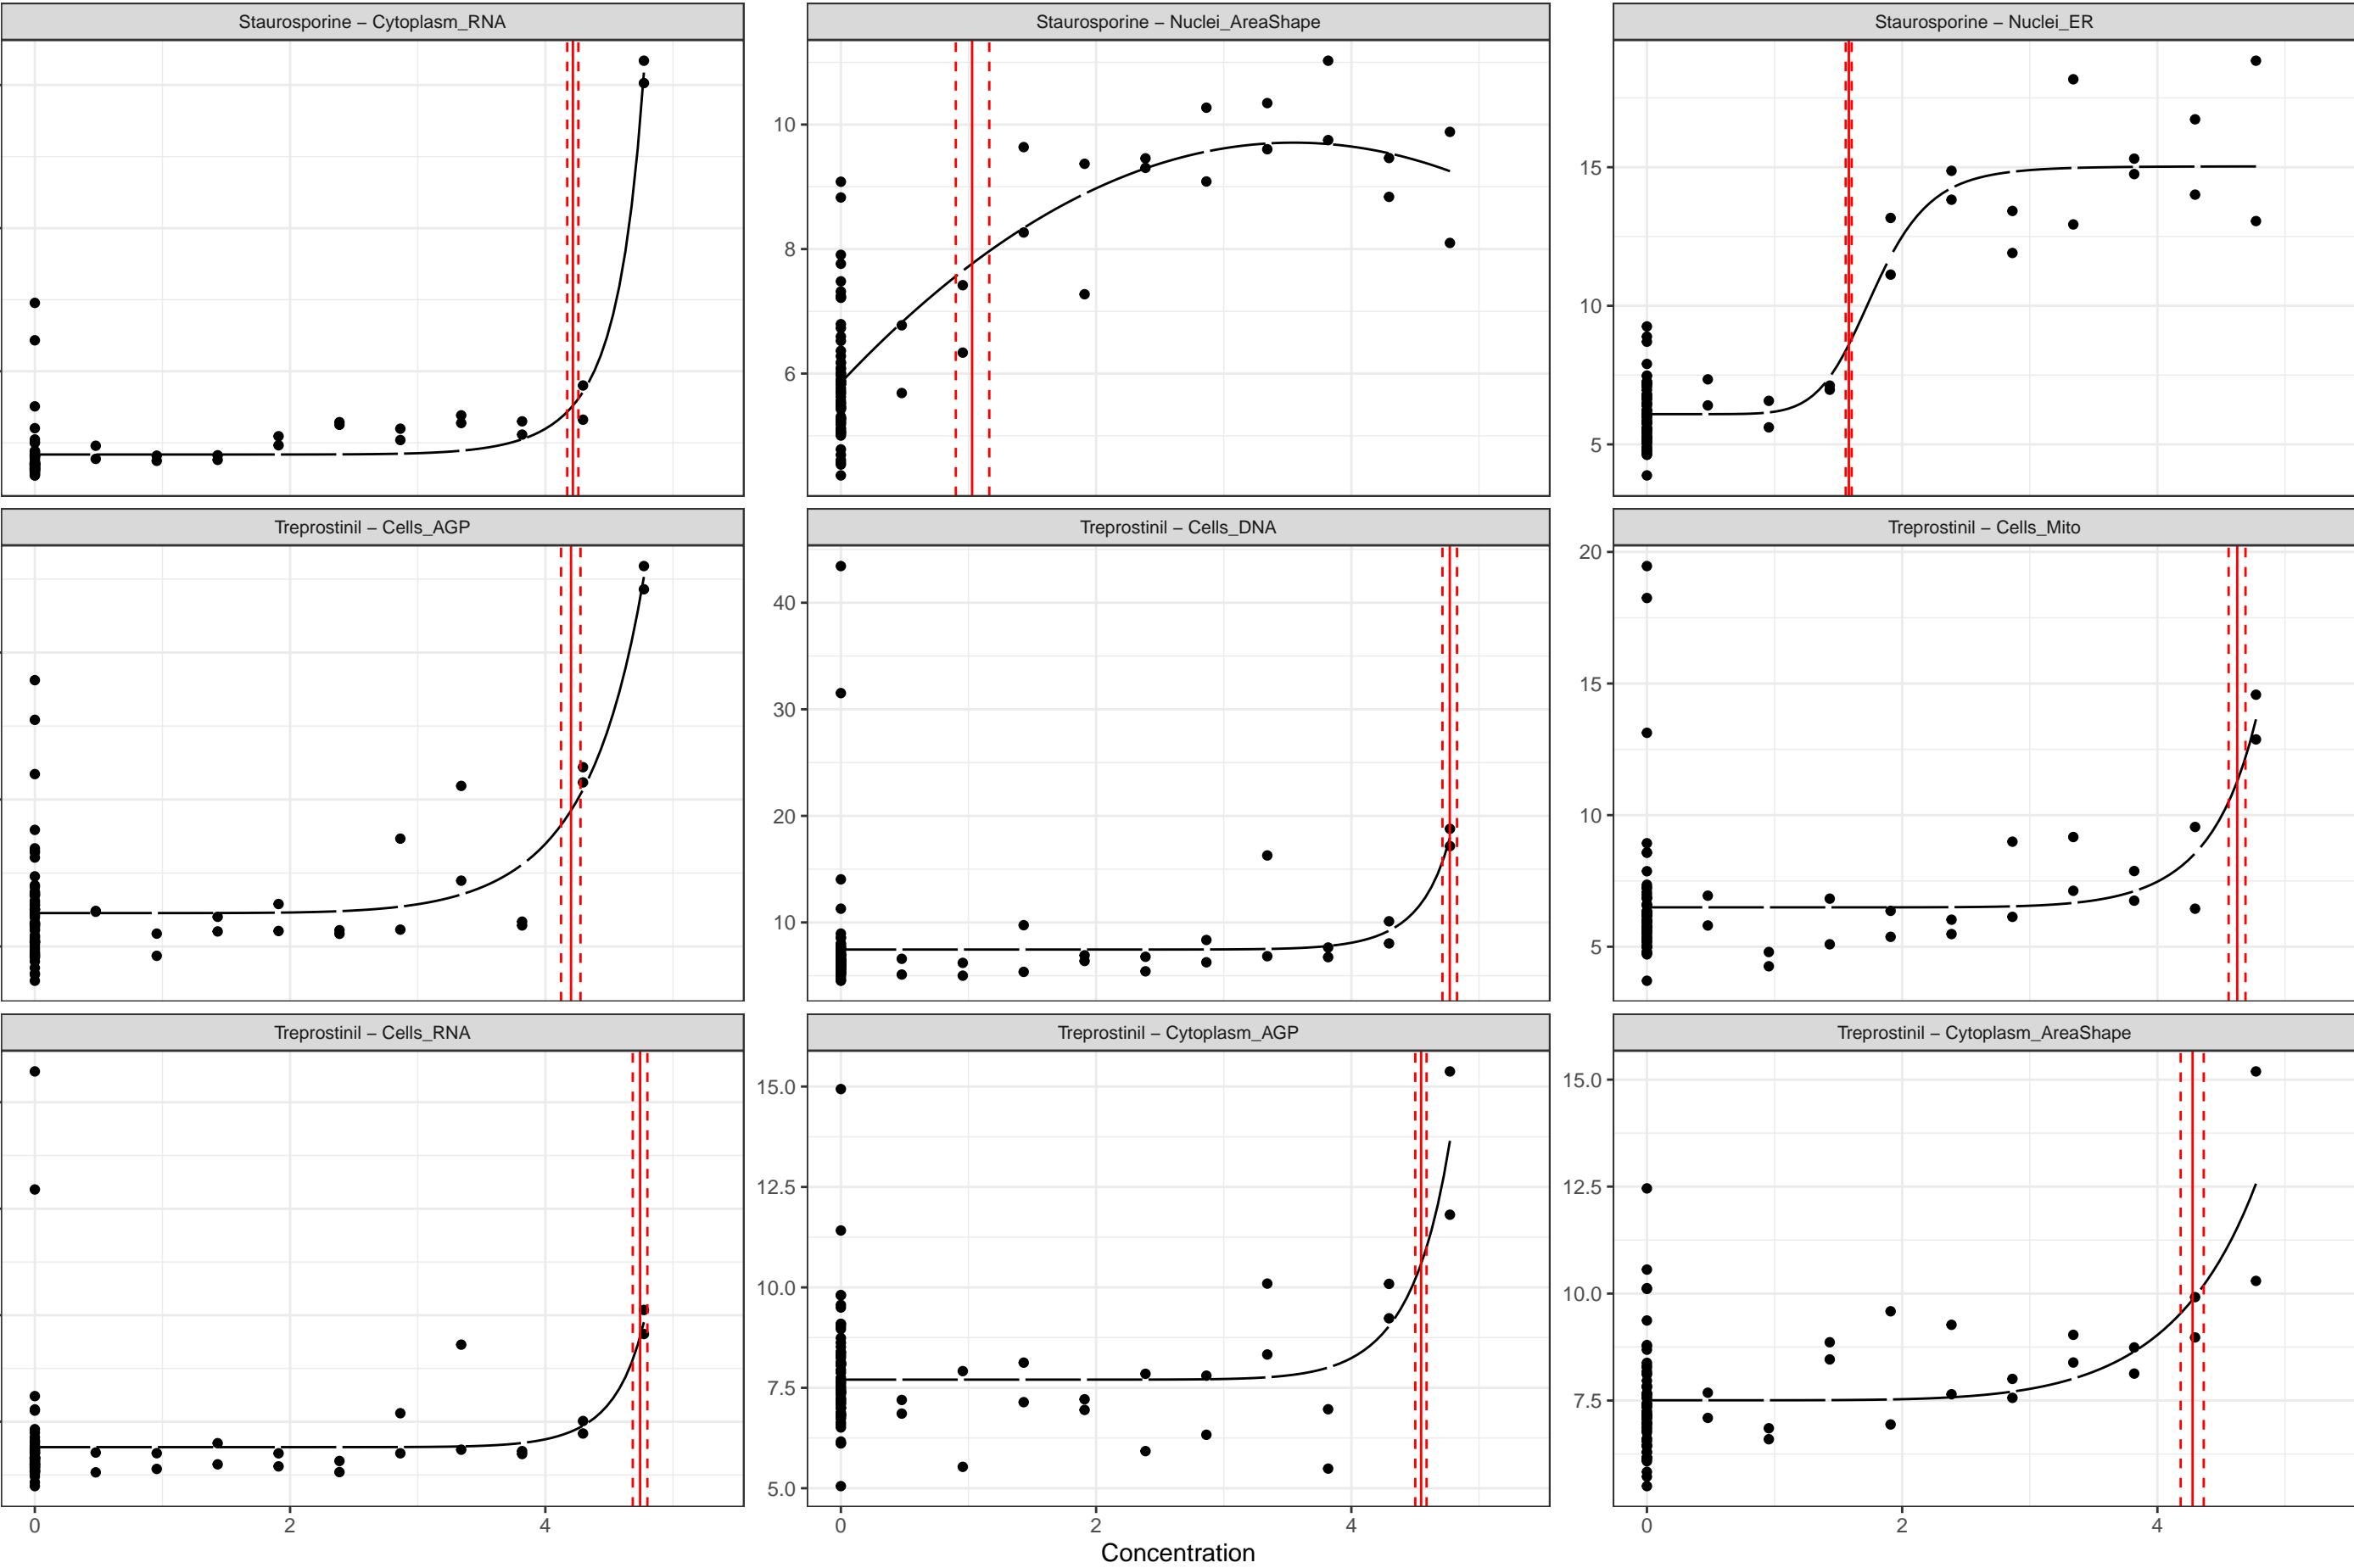 Staurosporine – Cytoplasm_RNA
Staurosporine – Nuclei_AreaShape
Staurosporine – Nuclei_ER
10
8
6
15
10
5
Treprostinil – Cells_AGP
Treprostinil – Cells_DNA
Treprostinil – Cells_Mito
40
30
20
10
20
15
10
5
Treprostinil – Cells_RNA
Treprostinil – Cytoplasm_AGP
Treprostinil – Cytoplasm_AreaShape
15.0
12.5
10.0
7.5
5.0
15.0
12.5
10.0
7.5
0 2 4
0 2 4
0 2 4
Concentration